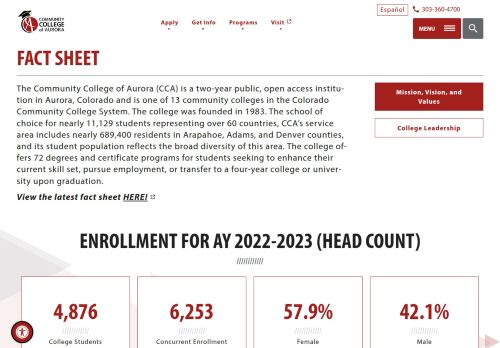 Español 303-360-4700
COMMUNITY
COLLEGE
of AURORA
Apply Get Info Programs Visit
MENU
FACT SHEET
The Community College of Aurora (CCA) is a two-year public, open access institu-
tion in Aurora, Colorado and is one of 13 community colleges in the Colorado
Community College System. The college was founded in 1983. The school of
choice for nearly 11,129 students representing over 60 countries, CCA's service
area includes nearly 689,400 residents in Arapahoe, Adams, and Denver counties,
and its student population reflects the broad diversity of this area. The college of-
fers 72 degrees and certificate programs for students seeking to enhance their
current skill set, pursue employment, or transfer to a four-year college or univer-
sity upon graduation.
View the latest fact sheet HERE!
Mission, Vision, and
Values
College Leadership
ENROLLMENT FOR AY 2022-2023 (HEAD COUNT)
4,876 6,253 57.9% 42.1%
College Students Concurrent Enrollment Female Male